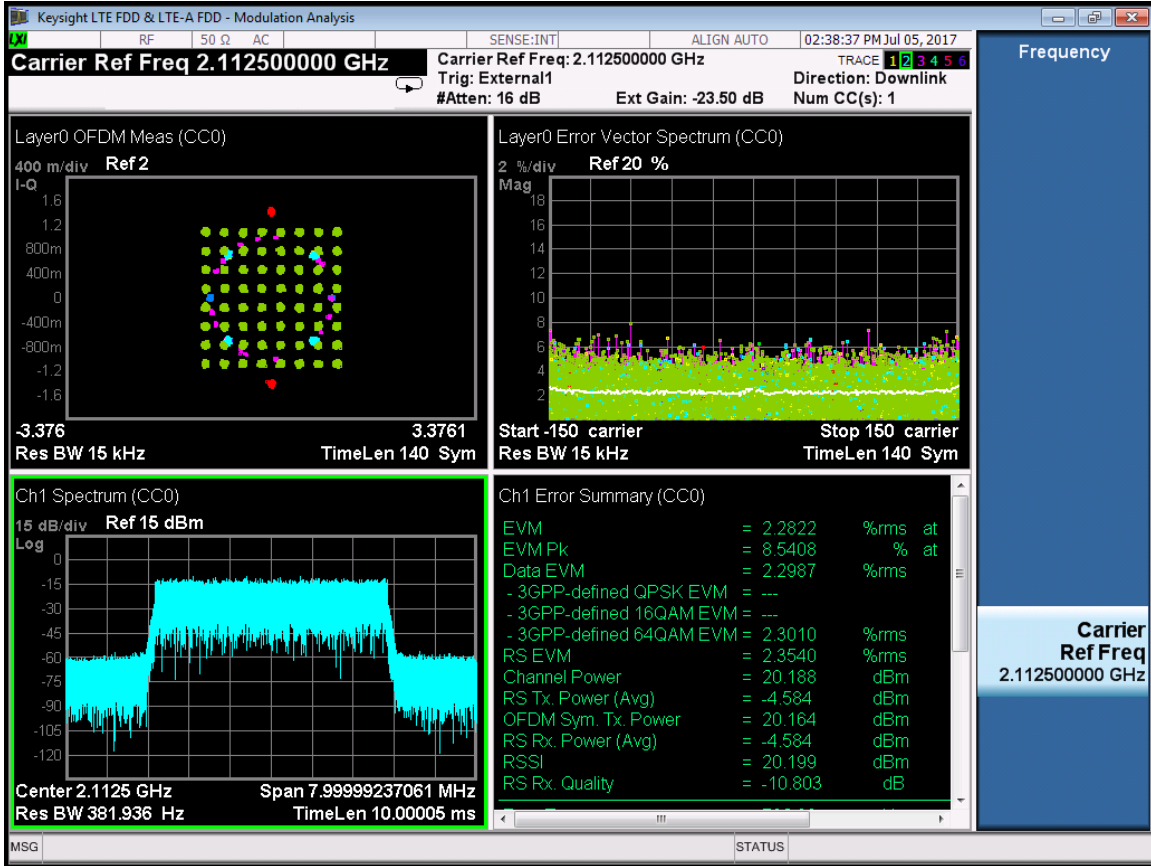 Keysight LTE FDD & LTE-A FDD - Modulation Analysis
LXI RF 50 Ω AC SENSE:INT ALIGN AUTO 02:38:37 PM Jul 05, 2017
Carrier Ref Freq 2.112500000 GHz
Carrier Ref Freq: 2.112500000 GHz
Trig: External1
#Atten: 16 dB Ext Gain: -23.50 dB
TRACE 1 2 3 4 5 6
Direction: Downlink
Num CC(s): 1
Frequency
Layer0 OFDM Meas (CC0)
400 m/div Ref 2
I-Q
1.6
1.2
800m
400m
0
-400m
-800m
-1.2
-1.6
-3.376 3.3761
Res BW 15 kHz TimeLen 140 Sym
Layer0 Error Vector Spectrum (CC0)
2 %/div Ref 20 %
Mag
18
16
14
12
10
8
6
4
2
Start -150 carrier Stop 150 carrier
Res BW 15 kHz TimeLen 140 Sym
Ch1 Spectrum (CC0)
15 dB/div Ref 15 dBm
Log
0
-15
-30
-45
-60
-75
-90
-105
-120
Center 2.1125 GHz Span 7.99999237061 MHz
Res BW 381.936 Hz TimeLen 10.00005 ms
Ch1 Error Summary (CC0)
EVM = 2.2822 %rms at
EVM Pk = 8.5408 % at
Data EVM = 2.2987 %rms
- 3GPP-defined QPSK EVM = ---
- 3GPP-defined 16QAM EVM = ---
- 3GPP-defined 64QAM EVM = 2.3010 %rms
RS EVM = 2.3540 %rms
Channel Power = 20.188 dBm
RS Tx. Power (Avg) = -4.584 dBm
OFDM Sym. Tx. Power = 20.164 dBm
RS Rx. Power (Avg) = -4.584 dBm
RSSI = 20.199 dBm
RS Rx. Quality = -10.803 dB
Carrier
Ref Freq
2.112500000 GHz
MSG STATUS